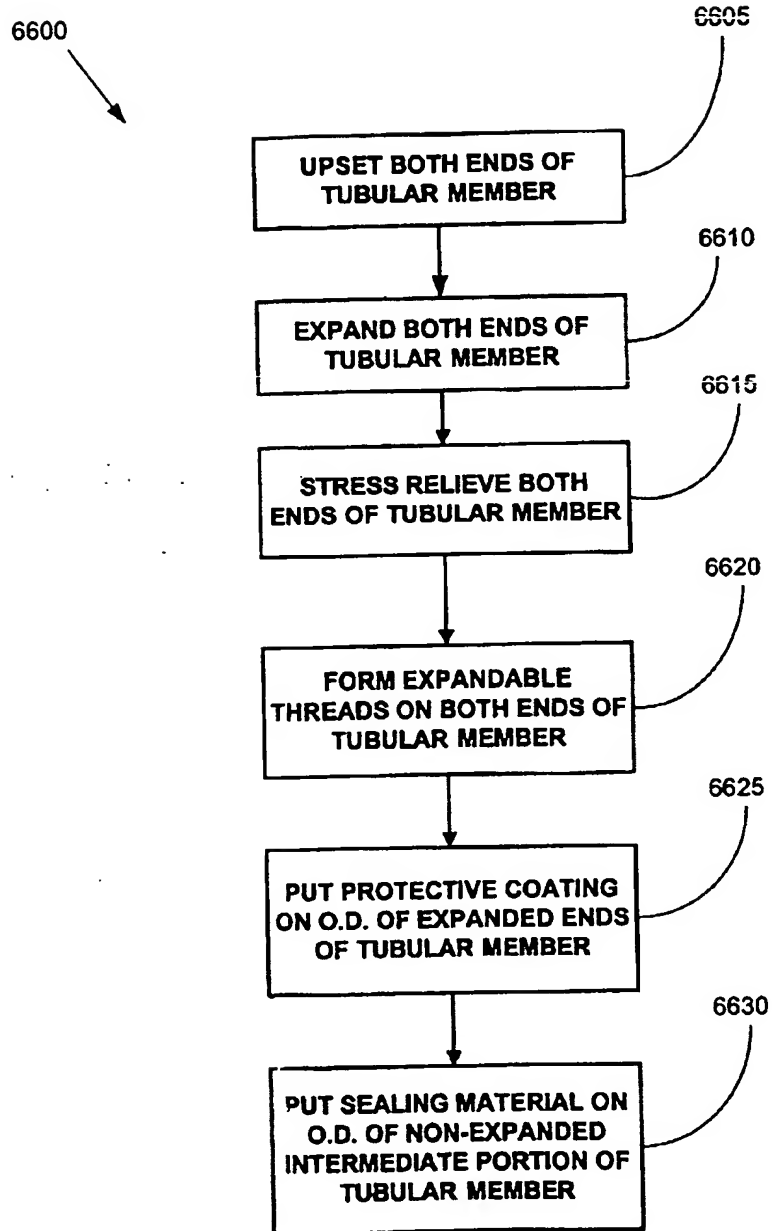 6600
6605
UPSET BOTH ENDS OF
TUBULAR MEMBER
6610
EXPAND BOTH ENDS OF
TUBULAR MEMBER
6615
STRESS RELIEVE BOTH
ENDS OF TUBULAR MEMBER
6620
FORM EXPANDABLE
THREADS ON BOTH ENDS OF
TUBULAR MEMBER
6625
PUT PROTECTIVE COATING
ON O.D. OF EXPANDED ENDS
OF TUBULAR MEMBER
6630
PUT SEALING MATERIAL ON
O.D. OF NON-EXPANDED
INTERMEDIATE PORTION OF
TUBULAR MEMBER